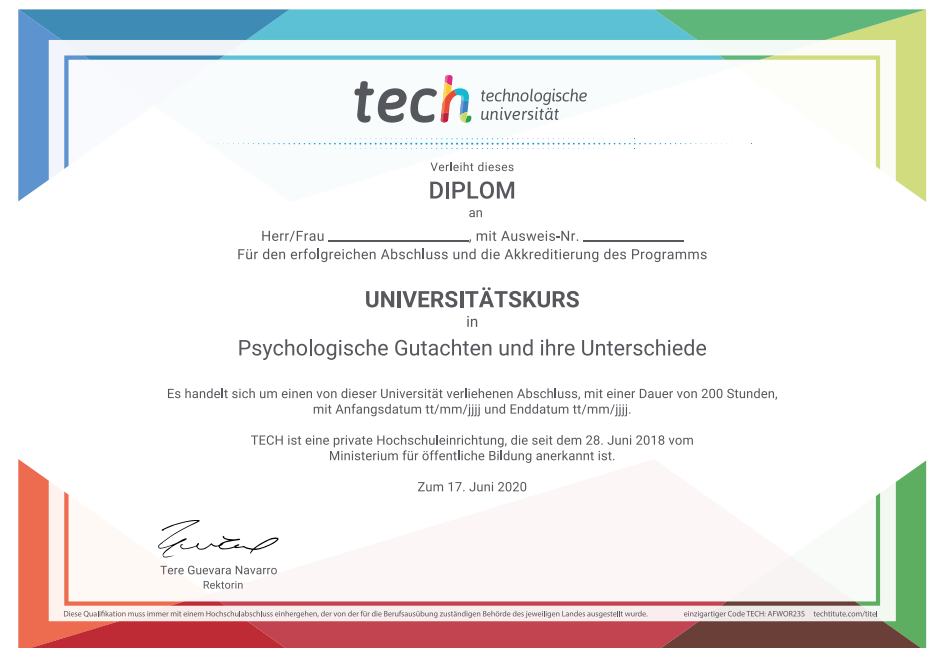 tech technologische
universität
Verleiht dieses
DIPLOM
an
Herr/Frau ____________________, mit Ausweis-Nr. ______________
Für den erfolgreichen Abschluss und die Akkreditierung des Programms
UNIVERSITÄTSKURS
in
Psychologische Gutachten und ihre Unterschiede
Es handelt sich um einen von dieser Universität verliehenen Abschluss, mit einer Dauer von 200 Stunden,
mit Anfangsdatum tt/mm/jjjj und Enddatum tt/mm/jjjj.
TECH ist eine private Hochschuleinrichtung, die seit dem 28. Juni 2018 vom
Ministerium für öffentliche Bildung anerkannt ist.
Zum 17. Juni 2020
Tere Guevara Navarro
Rektorin
Diese Qualifikation muss immer mit einem Hochschulabschluss einhergehen, der von der für die Berufsausübung zuständigen Behörde des jeweiligen Landes ausgestellt wurde. einzigartiger Code TECH: AFWOR23S techtitute.com/titel